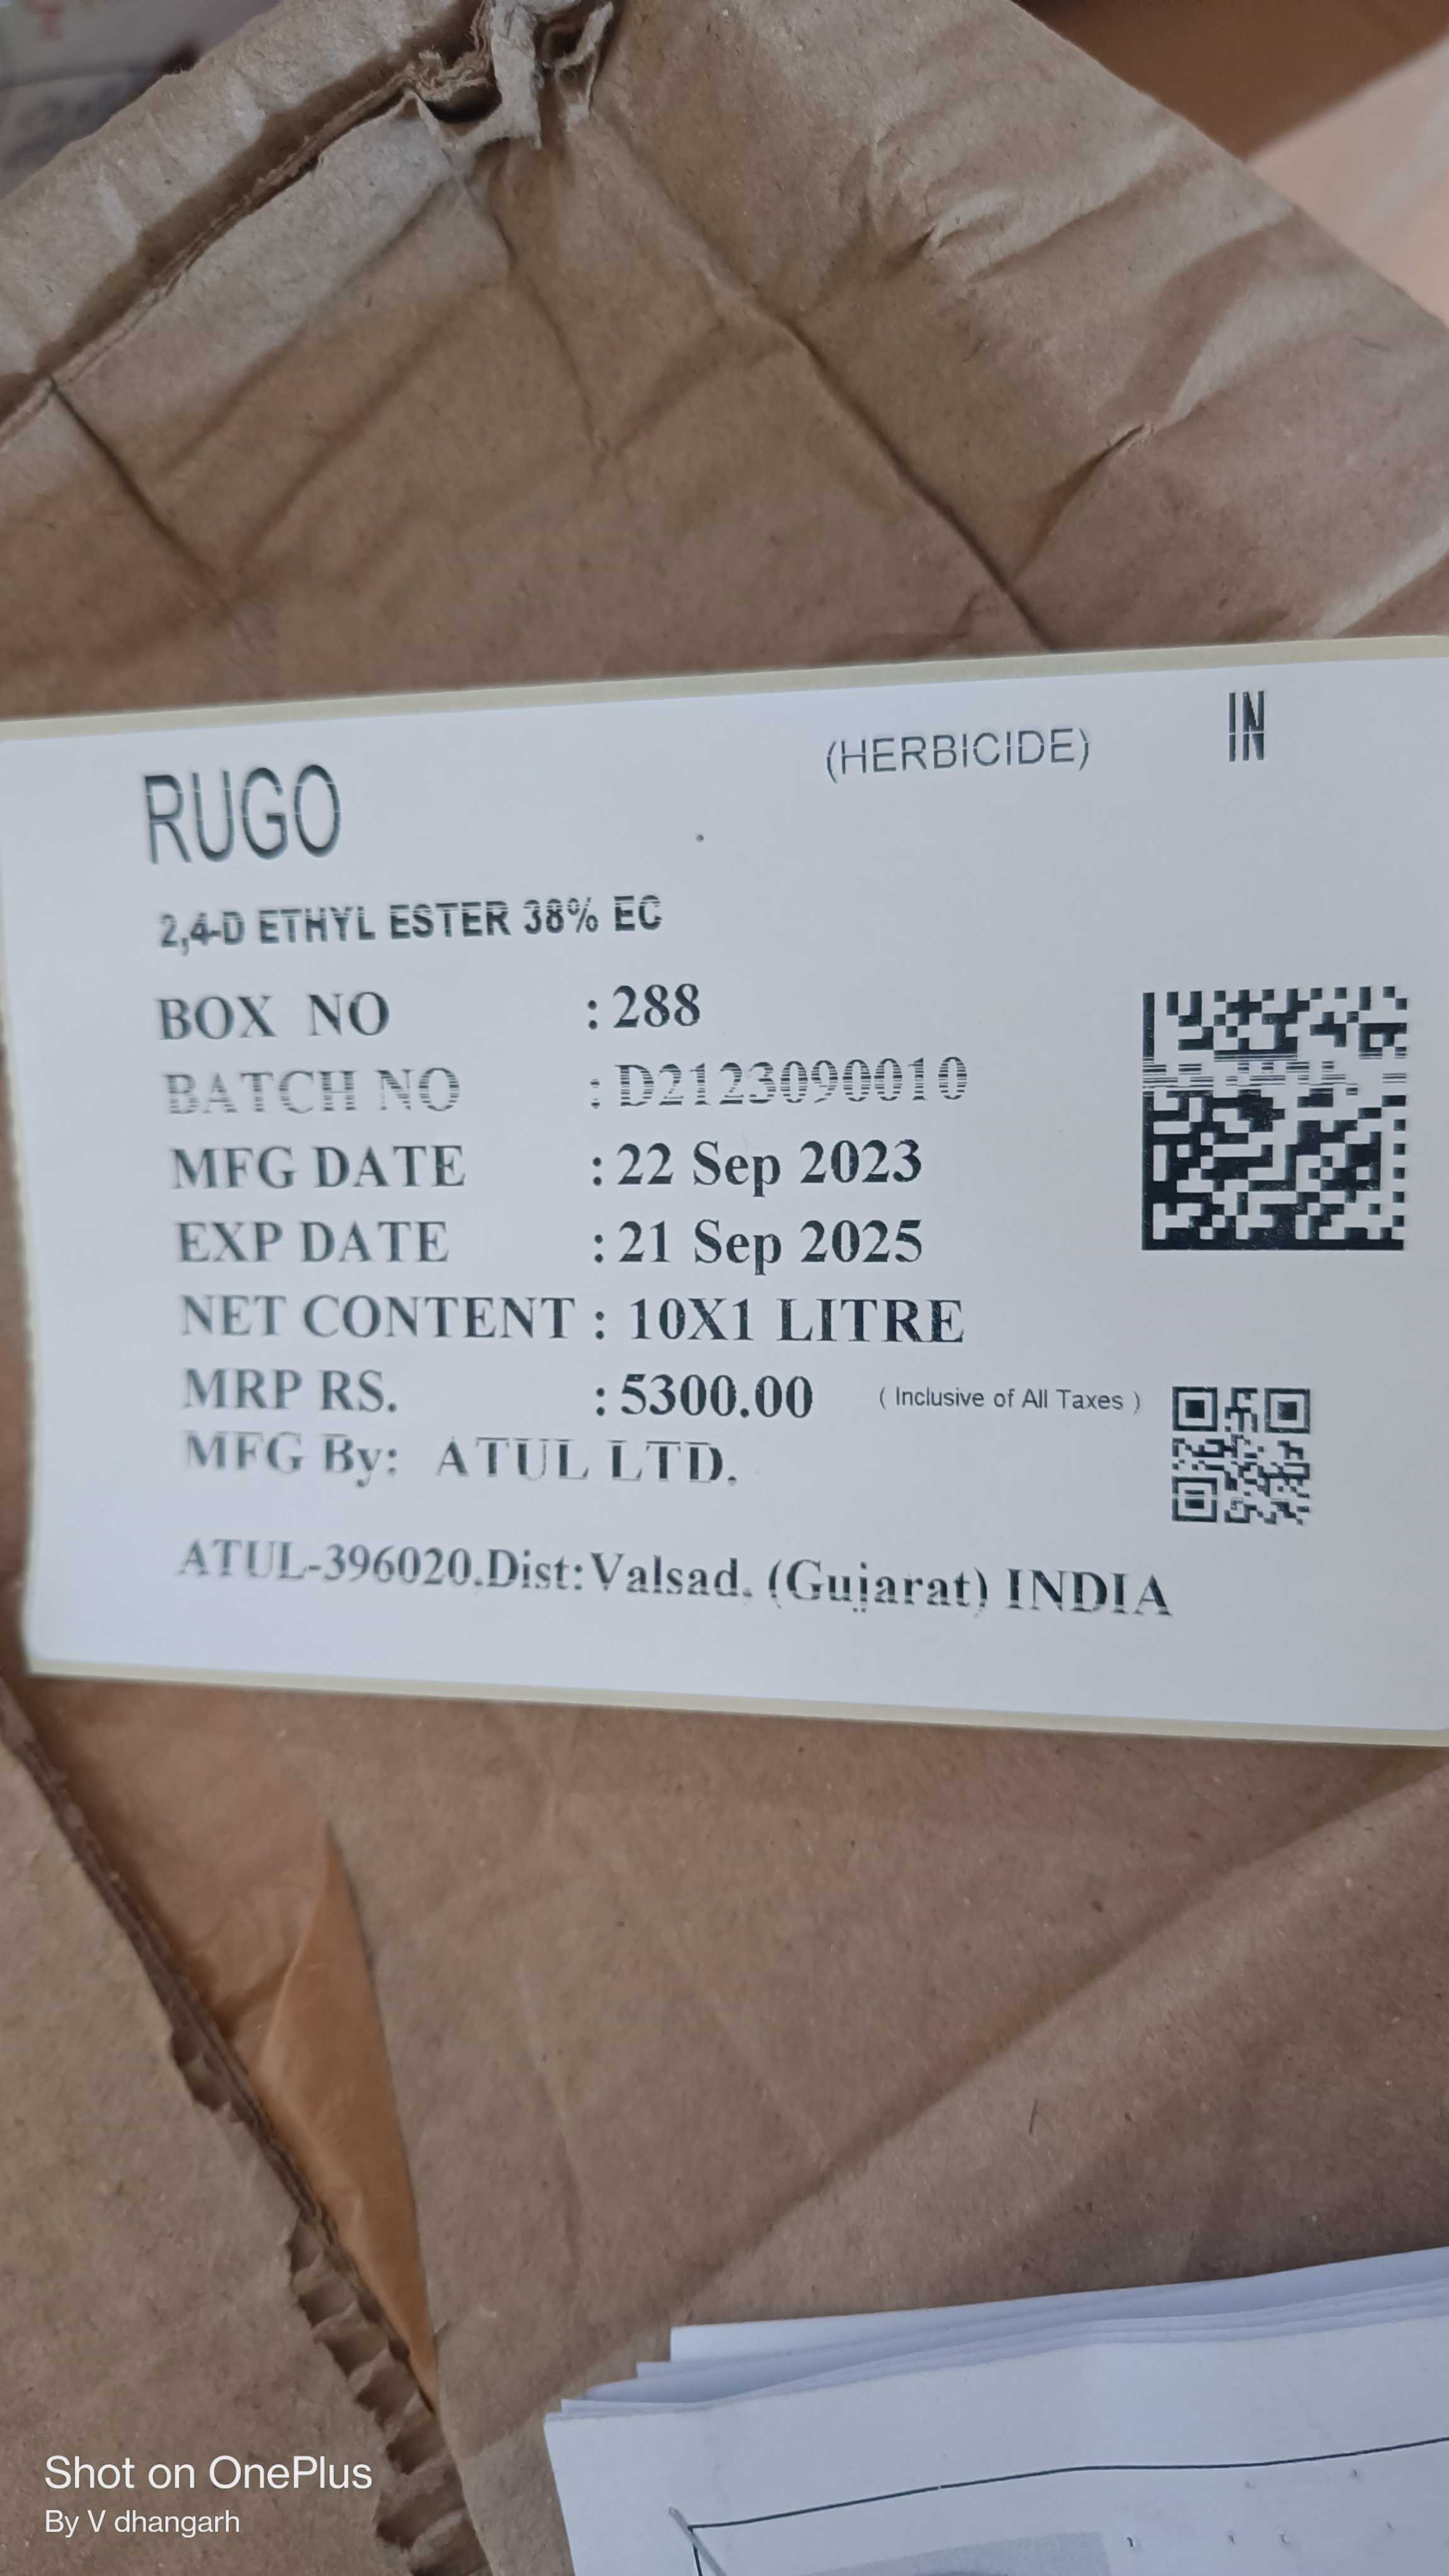 (HERBICIDE) IN
RUGO
2,4-D ETHYL ESTER 38% EC
BOX NO : 288
BATCH NO : D2123090010
MFG DATE : 22 Sep 2023
EXP DATE : 21 Sep 2025
NET CONTENT : 10X1 LITRE
MRP RS. : 5300.00 ( Inclusive of All Taxes )
MFG By: ATUL LTD.
ATUL-396020.Dist:Valsad. (Gujarat) INDIA
Shot on OnePlus
By V dhangarh